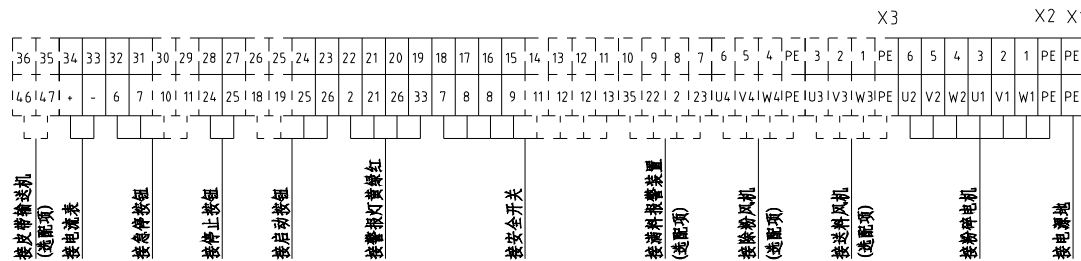 X3 X2 X1
36 35 34 33 32 31 30 29 28 27 26 25 24 23 22 21 20 19 18 17 16 15 14 13 12 11 10 9 8 7 6 5 4 PE 3 2 1 PE 6 5 4 3 2 1 PE PE
46 47 + - 6 7 10 11 24 25 18 19 25 26 2 21 26 33 7 8 8 9 11 12 12 13 35 22 2 23 U4 V4 W4 PE U3 V3 W3 PE U2 V2 W2 U1 V1 W1 PE PE
接皮带输送机
(选配项)
接电流表
接急停按钮
接停止按钮
接启动按钮
接警报灯黄绿红
接安全开关
接满料报警装置
(选配项)
接除粉风机
(选配项)
接送料风机
(选配项)
接粉碎电机
接电源地